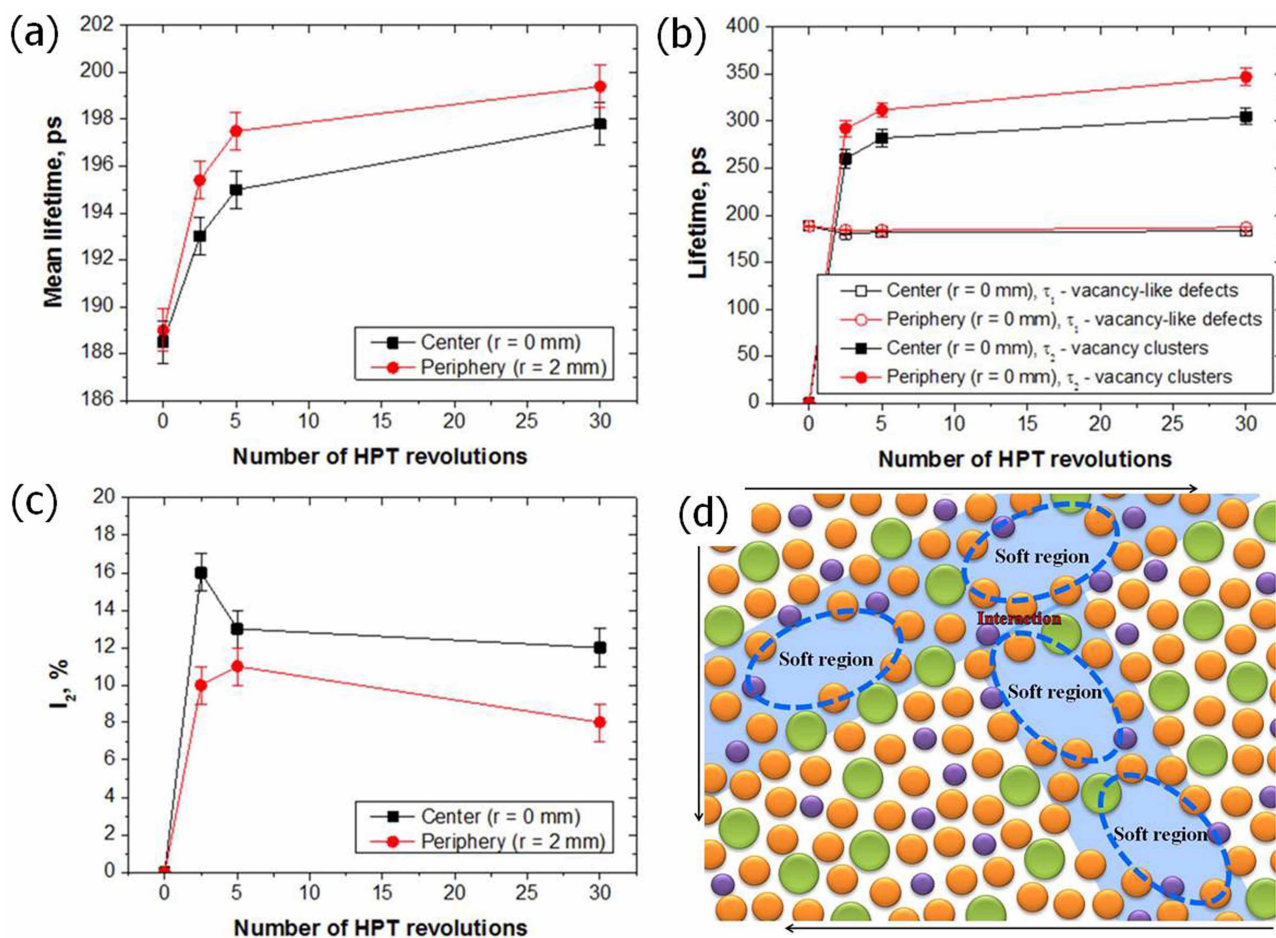 (a)
202
200
198
196
194
192
190
188
186
Mean lifetime, ps
0 5 10 15 20 25 30
Number of HPT revolutions
Center (r = 0 mm)
Periphery (r = 2 mm)
(b)
400
350
300
250
200
150
100
50
0
Lifetime, ps
0 5 10 15 20 25 30
Number of HPT revolutions
Center (r = 0 mm), τ₁ - vacancy-like defects
Periphery (r = 0 mm), τ₁ - vacancy-like defects
Center (r = 0 mm), τ₂ - vacancy clusters
Periphery (r = 0 mm), τ₂ - vacancy clusters
(c)
20
18
16
14
12
10
8
6
4
2
0
I₂, %
0 5 10 15 20 25 30
Number of HPT revolutions
Center (r = 0 mm)
Periphery (r = 2 mm)
(d)
Soft region
Interaction
Soft region
Soft region
Soft region